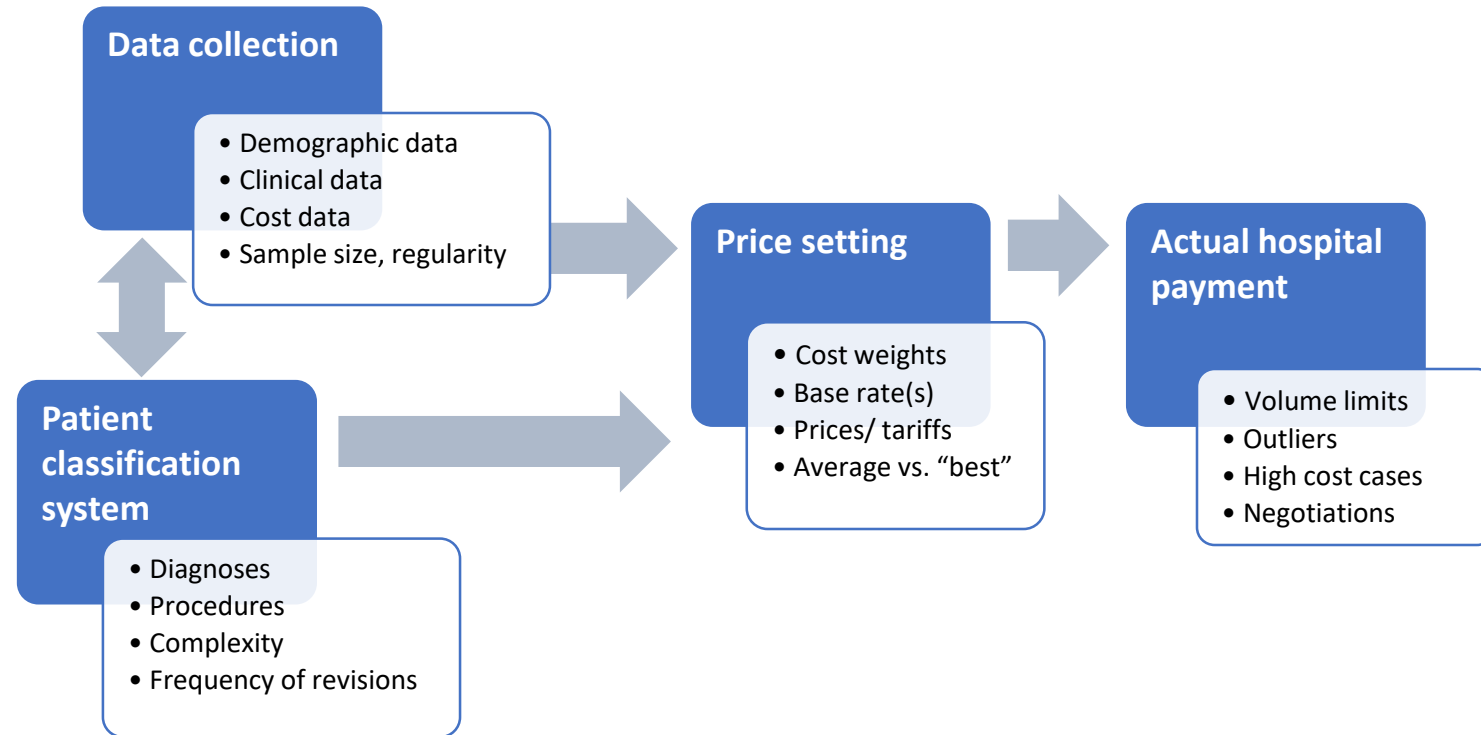 Data collection
• Demographic data
• Clinical data
• Cost data
• Sample size, regularity
Patient
classification
system
• Diagnoses
• Procedures
• Complexity
• Frequency of revisions
Price setting
• Cost weights
• Base rate(s)
• Prices/ tariffs
• Average vs. “best”
Actual hospital
payment
• Volume limits
• Outliers
• High cost cases
• Negotiations